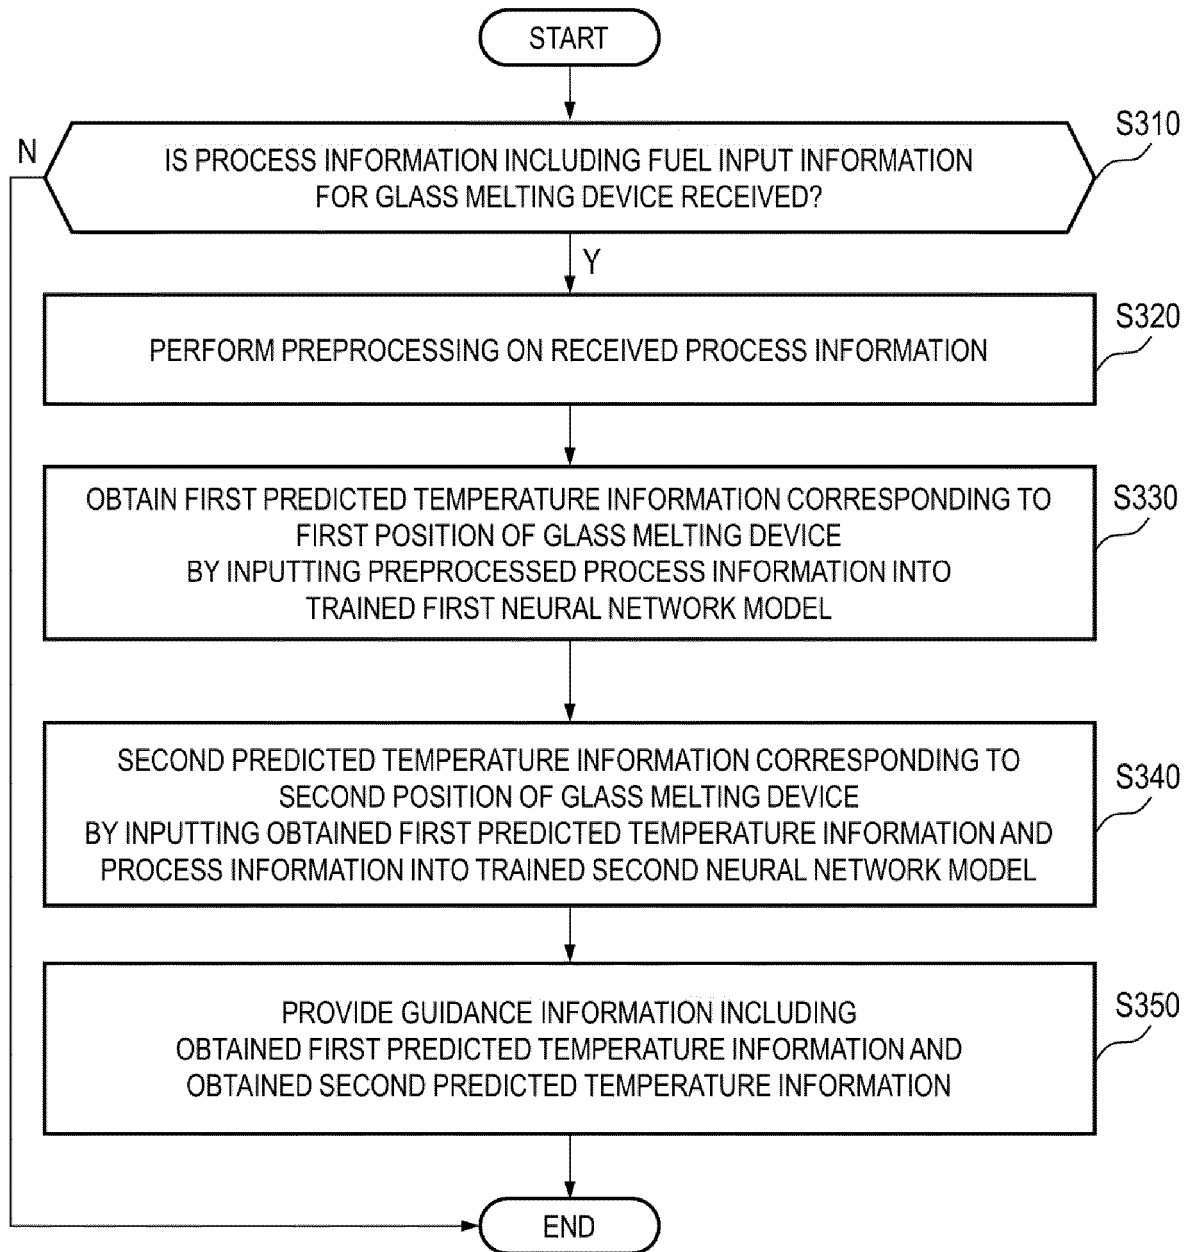 START
S310
N
IS PROCESS INFORMATION INCLUDING FUEL INPUT INFORMATION
FOR GLASS MELTING DEVICE RECEIVED?
Y
S320
PERFORM PREPROCESSING ON RECEIVED PROCESS INFORMATION
S330
OBTAIN FIRST PREDICTED TEMPERATURE INFORMATION CORRESPONDING TO
FIRST POSITION OF GLASS MELTING DEVICE
BY INPUTTING PREPROCESSED PROCESS INFORMATION INTO
TRAINED FIRST NEURAL NETWORK MODEL
S340
SECOND PREDICTED TEMPERATURE INFORMATION CORRESPONDING TO
SECOND POSITION OF GLASS MELTING DEVICE
BY INPUTTING OBTAINED FIRST PREDICTED TEMPERATURE INFORMATION AND
PROCESS INFORMATION INTO TRAINED SECOND NEURAL NETWORK MODEL
S350
PROVIDE GUIDANCE INFORMATION INCLUDING
OBTAINED FIRST PREDICTED TEMPERATURE INFORMATION AND
OBTAINED SECOND PREDICTED TEMPERATURE INFORMATION
END